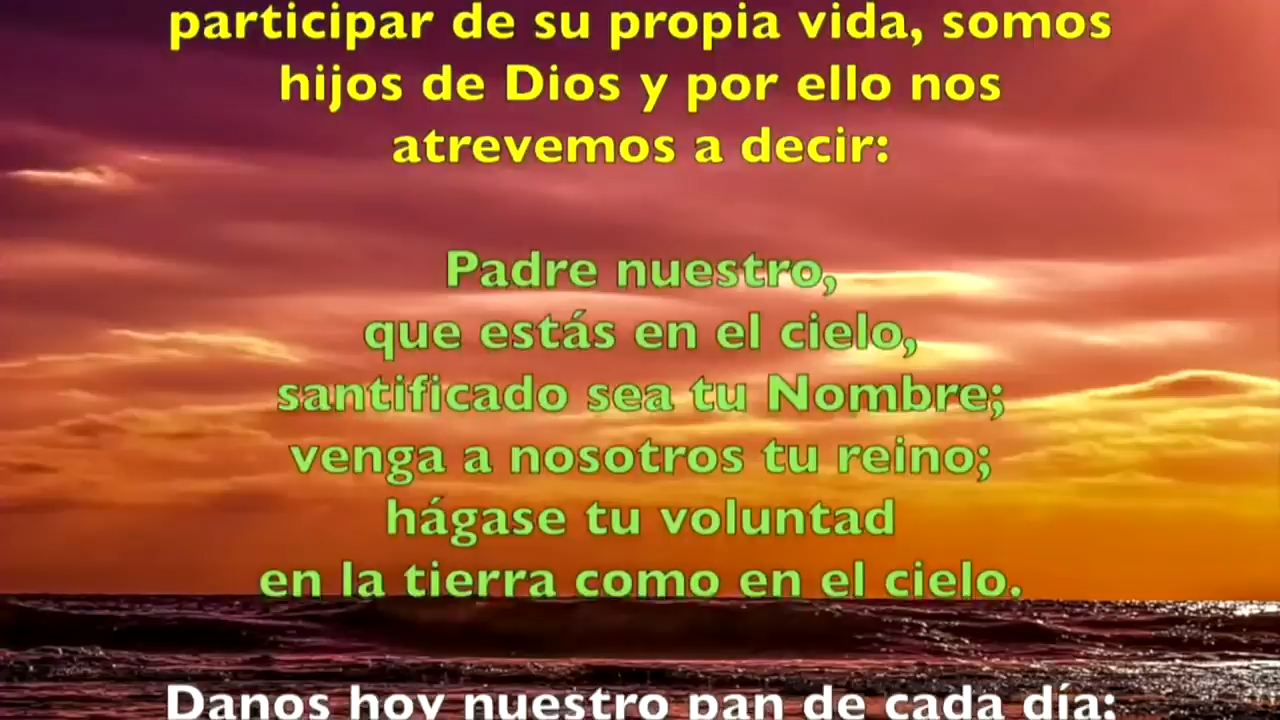 participar de su propia vida, somos
hijos de Dios y por ello nos
atrevemos a decir:
Padre nuestro,
que estás en el cielo,
santificado sea tu Nombre;
venga a nosotros tu reino;
hágase tu voluntad
en la tierra como en el cielo.
Danos hoy nuestro pan de cada día;